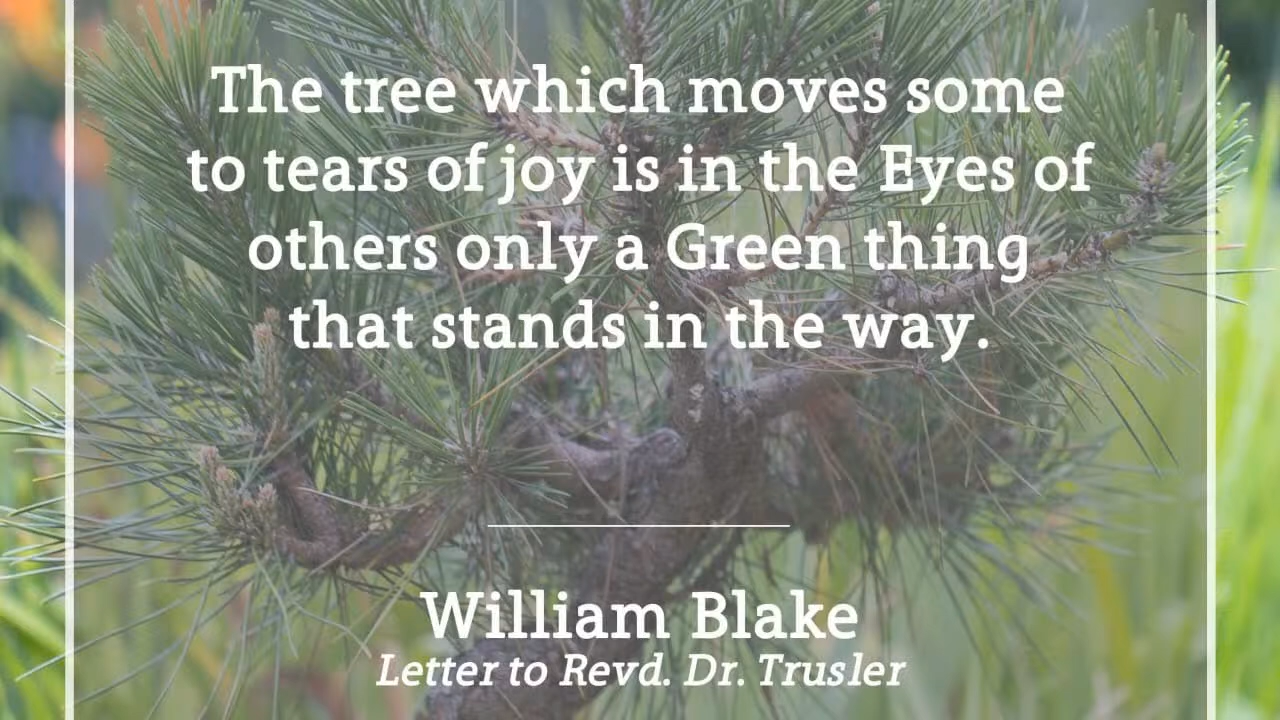 The tree which moves some
to tears of joy is in the Eyes of
others only a Green thing
that stands in the way.
William Blake
Letter to Revd. Dr. Trusler